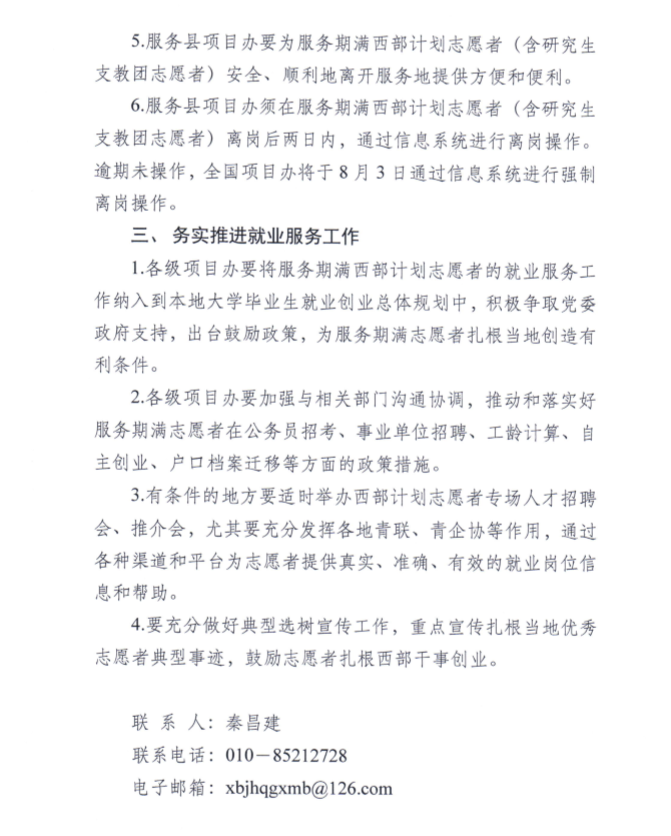 5.服务县项目办要为服务期满西部计划志愿者（含研究生
支教团志愿者）安全、顺利地离开服务地提供方便和便利。
6.服务县项目办须在服务期满西部计划志愿者（含研究生
支教团志愿者）离岗后两日内，通过信息系统进行离岗操作。
逾期未操作，全国项目办将于 8 月 3 日通过信息系统进行强制
离岗操作。
三、 务实推进就业服务工作
1.各级项目办要将服务期满西部计划志愿者的就业服务工
作纳入到本地大学毕业生就业创业总体规划中，积极争取党委
政府支持，出台鼓励政策，为服务期满志愿者扎根当地创造有
利条件。
2.各级项目办要加强与相关部门沟通协调，推动和落实好
服务期满志愿者在公务员招考、事业单位招聘、工龄计算、自
主创业、户口档案迁移等方面的政策措施。
3.有条件的地方要适时举办西部计划志愿者专场人才招聘
会、推介会，尤其要充分发挥各地青联、青企协等作用，通过
各种渠道和平台为志愿者提供真实、准确、有效的就业岗位信
息和帮助。
4.要充分做好典型选树宣传工作，重点宣传扎根当地优秀
志愿者典型事迹，鼓励志愿者扎根西部干事创业。
联 系 人：秦昌建
联系电话：010－85212728
电子邮箱：xbjhqgxmb@126.com